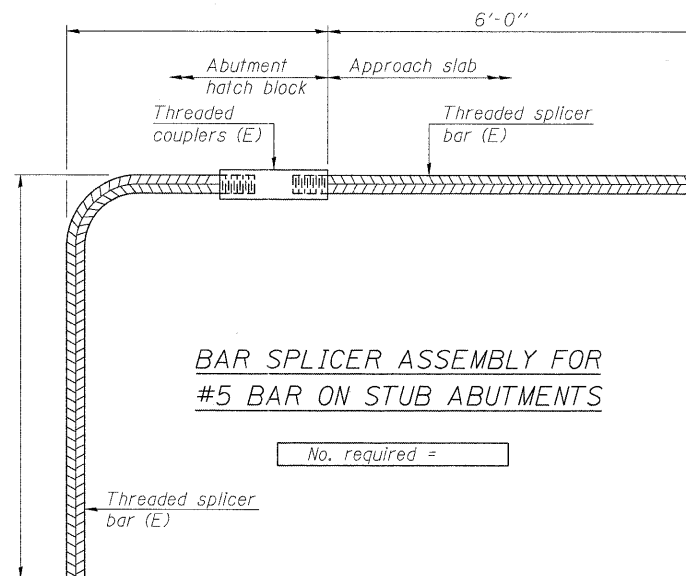 6'-0"
Abutment
hatch block
Approach slab
Threaded
couplers (E)
Threaded splicer
bar (E)
BAR SPLICER ASSEMBLY FOR
#5 BAR ON STUB ABUTMENTS
No. required =
Threaded splicer
bar (E)